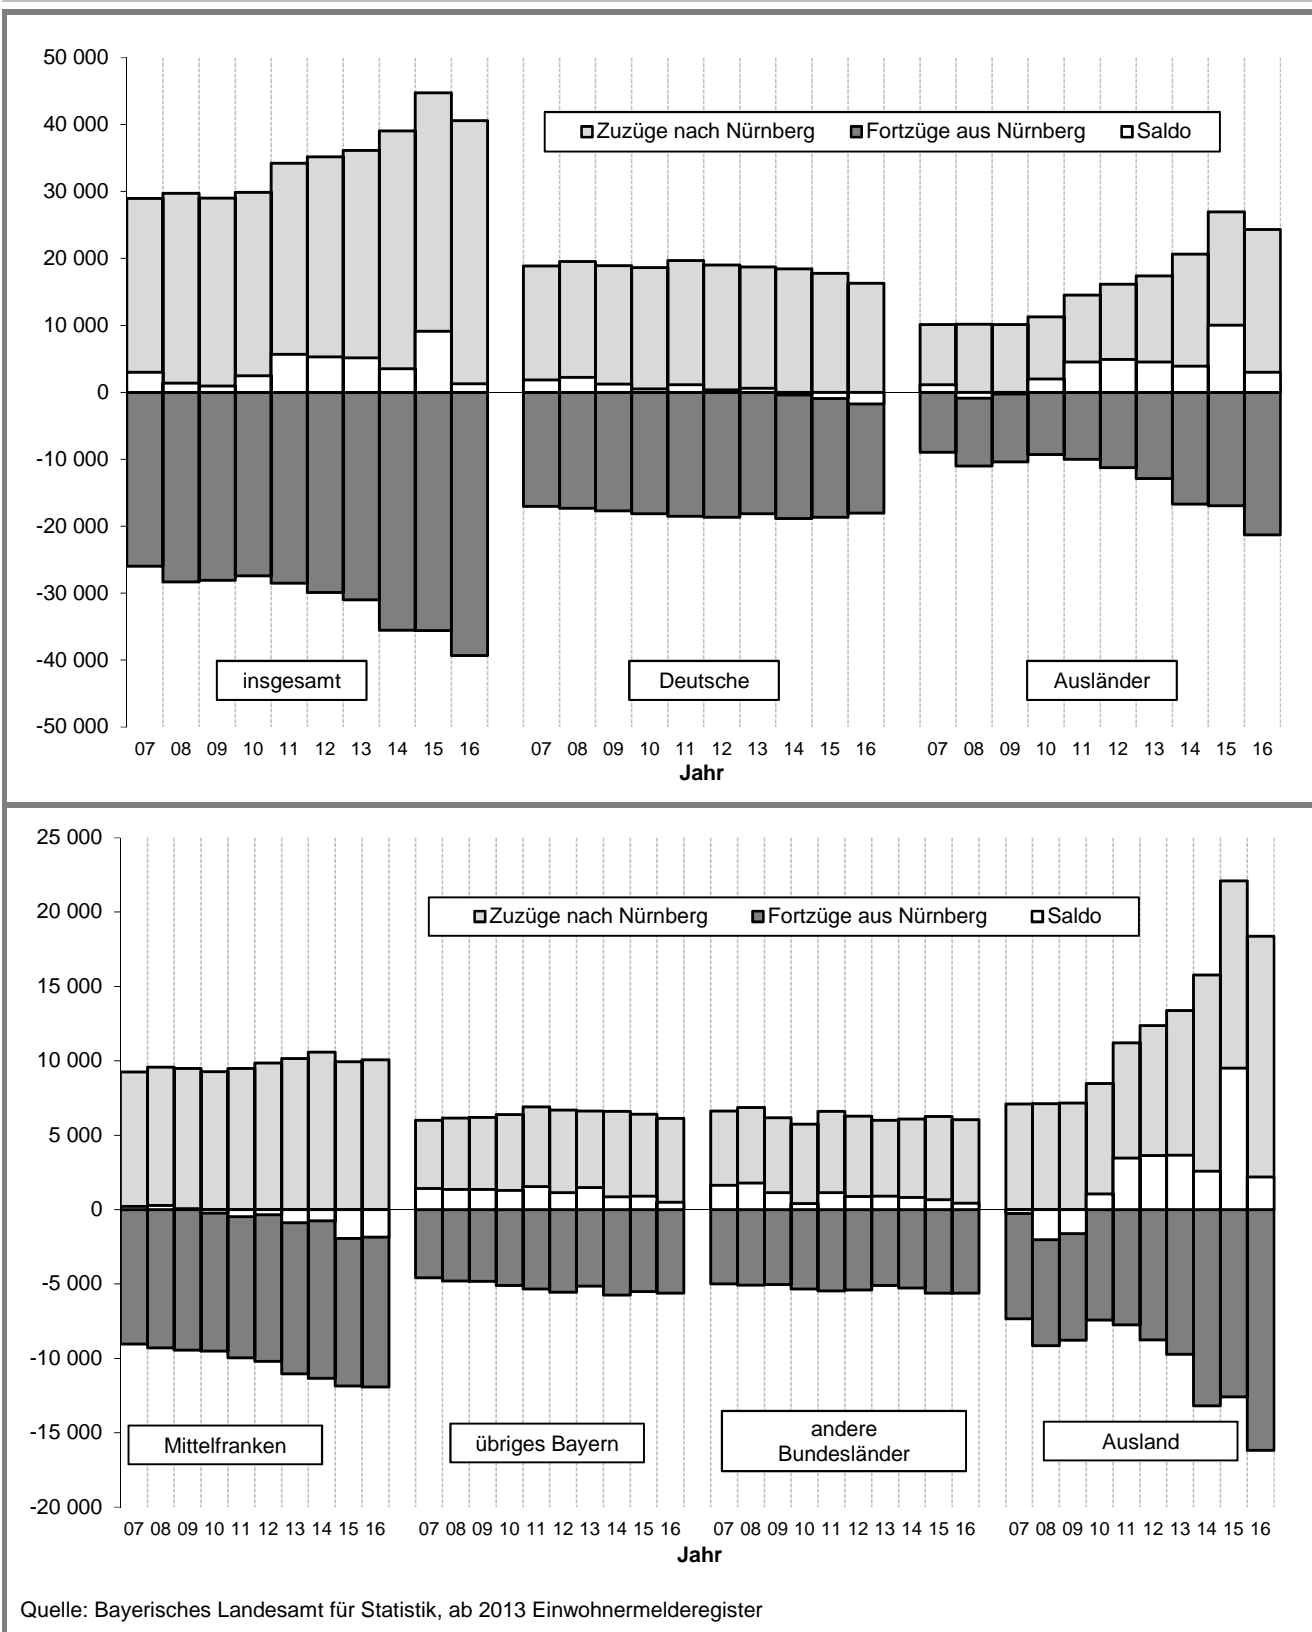 50 000
40 000
30 000
20 000
10 000
0
-10 000
-20 000
-30 000
-40 000
-50 000
Zuzüge nach Nürnberg Fortzüge aus Nürnberg Saldo
insgesamt Deutsche Ausländer
07 08 09 10 11 12 13 14 15 16 07 08 09 10 11 12 13 14 15 16 07 08 09 10 11 12 13 14 15 16
Jahr
25 000
20 000
15 000
10 000
5 000
0
-5 000
-10 000
-15 000
-20 000
Zuzüge nach Nürnberg Fortzüge aus Nürnberg Saldo
Mittelfranken
übriges Bayern
andere
Bundesländer
Ausland
07 08 09 10 11 12 13 14 15 16 07 08 09 10 11 12 13 14 15 16 07 08 09 10 11 12 13 14 15 16 07 08 09 10 11 12 13 14 15 16
Jahr
Quelle: Bayerisches Landesamt für Statistik, ab 2013 Einwohnermelderegister